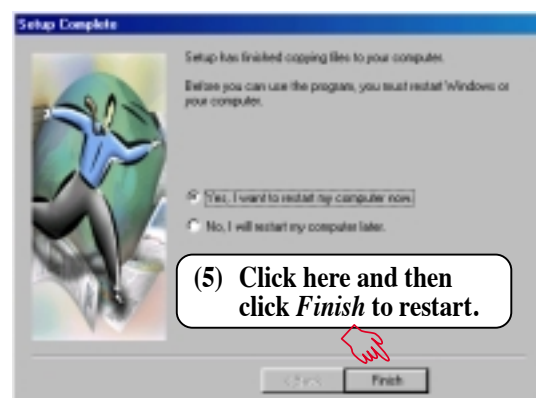 Setup Complete
Setup has finished copying files to your computer.
Before you can use the program, you must restart Windows or
your computer.
Yes, I want to restart my computer now.
No, I will restart my computer later.
(5) Click here and then
click Finish to restart.
< Back
Finish